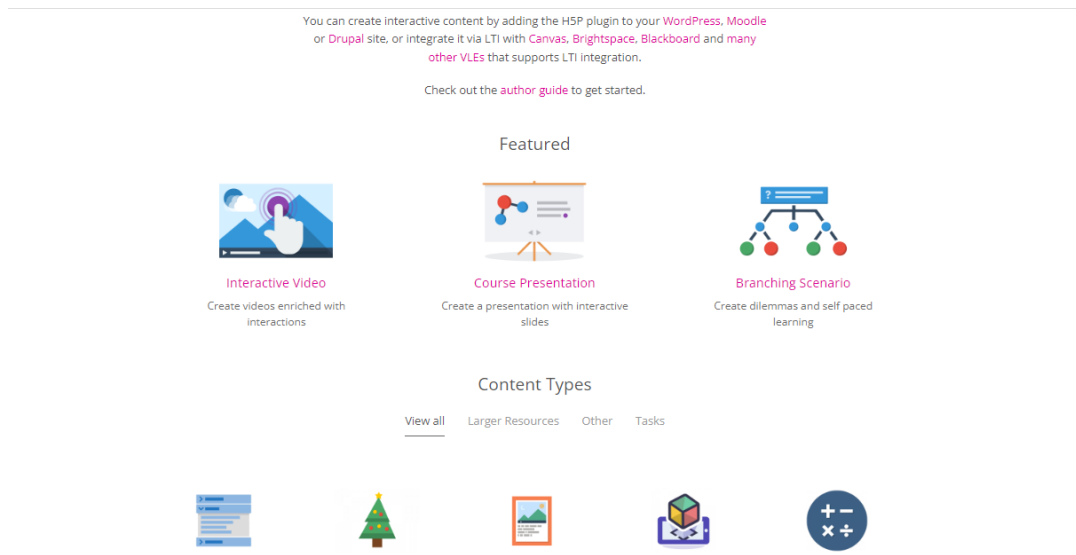 You can create interactive content by adding the H5P plugin to your WordPress, Moodle
or Drupal site, or integrate it via LTI with Canvas, Brightspace, Blackboard and many
other VLEs that supports LTI integration.
Check out the author guide to get started.
Featured
?
Interactive Video
Course Presentation
Branching Scenario
Create videos enriched with
interactions
Create a presentation with interactive
slides
Create dilemmas and self paced
learning
Content Types
View all
Larger Resources
Other
Tasks
+ −
× ÷